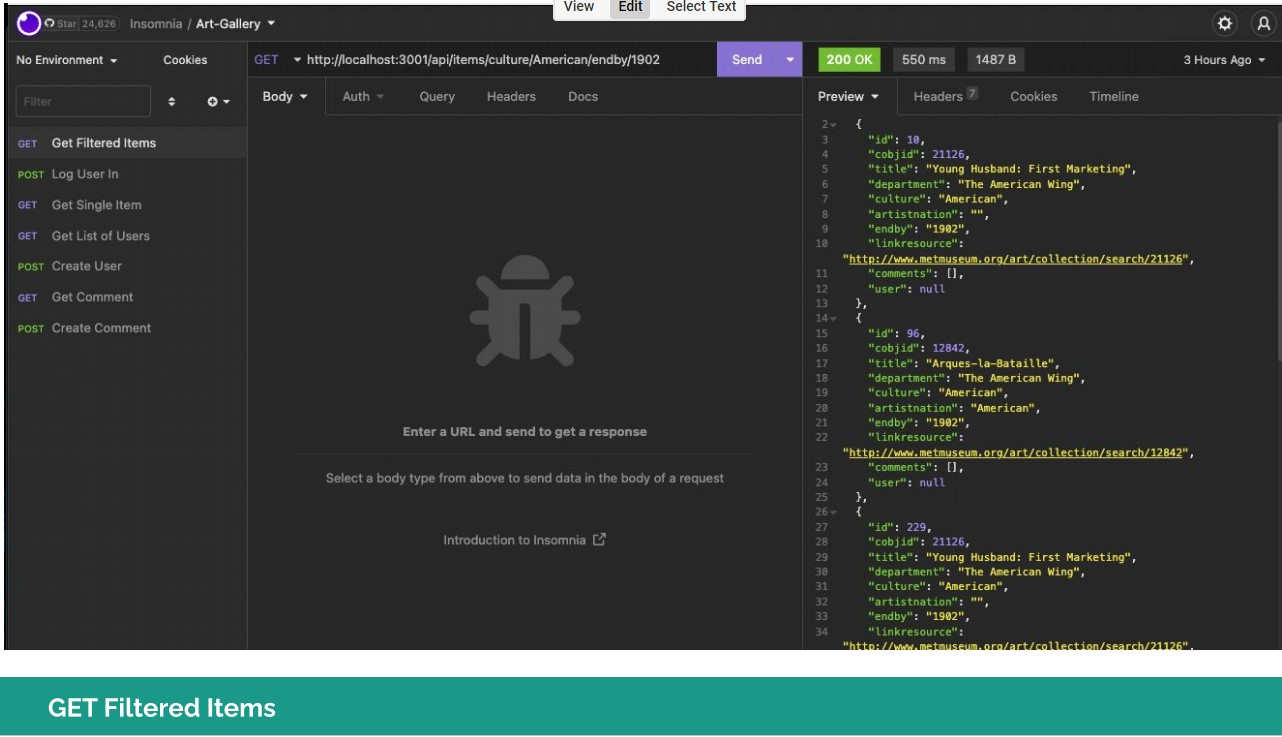 View Edit Select Text
Star 24,626 Insomnia / Art-Gallery
No Environment Cookies
GET http://localhost:3001/api/items/culture/American/endby/1902 Send
200 OK 550 ms 1487 B 3 Hours Ago
Filter
Body Auth Query Headers Docs
Preview Headers 7 Cookies Timeline
GET Get Filtered Items
POST Log User In
GET Get Single Item
GET Get List of Users
POST Create User
GET Get Comment
POST Create Comment
Enter a URL and send to get a response
Select a body type from above to send data in the body of a request
Introduction to Insomnia
2 {
3 "id": 10,
4 "cobjid": 21126,
5 "title": "Young Husband: First Marketing",
6 "department": "The American Wing",
7 "culture": "American",
8 "artistnation": "",
9 "endby": "1902",
10 "linkresource":
"http://www.metmuseum.org/art/collection/search/21126",
11 "comments": [],
12 "user": null
13 },
14 {
15 "id": 96,
16 "cobjid": 12842,
17 "title": "Arques-la-Bataille",
18 "department": "The American Wing",
19 "culture": "American",
20 "artistnation": "American",
21 "endby": "1902",
22 "linkresource":
"http://www.metmuseum.org/art/collection/search/12842",
23 "comments": [],
24 "user": null
25 },
26 {
27 "id": 229,
28 "cobjid": 21126,
29 "title": "Young Husband: First Marketing",
30 "department": "The American Wing",
31 "culture": "American",
32 "artistnation": "",
33 "endby": "1902",
34 "linkresource":
"http://www.metmuseum.org/art/collection/search/21126",
GET Filtered Items